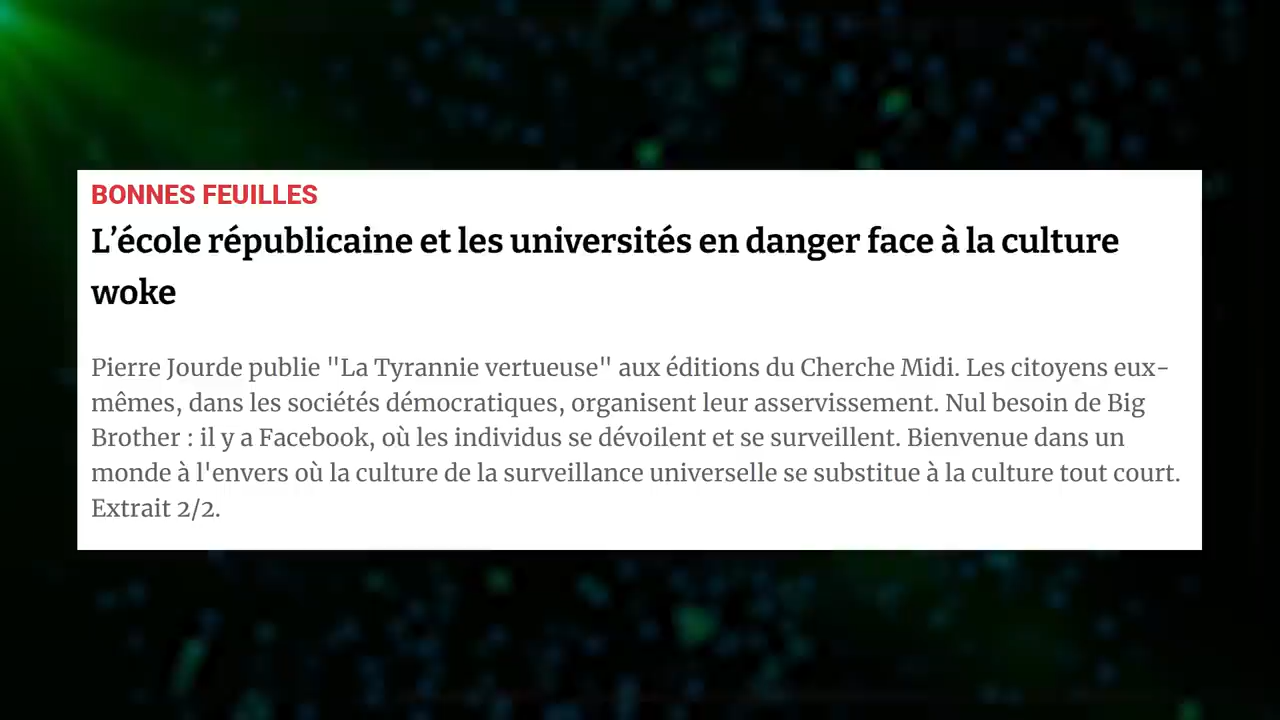 BONNES FEUILLES
L’école républicaine et les universités en danger face à la culture
woke
Pierre Jourde publie "La Tyrannie vertueuse" aux éditions du Cherche Midi. Les citoyens eux-
mêmes, dans les sociétés démocratiques, organisent leur asservissement. Nul besoin de Big
Brother : il y a Facebook, où les individus se dévoilent et se surveillent. Bienvenue dans un
monde à l'envers où la culture de la surveillance universelle se substitue à la culture tout court.
Extrait 2/2.